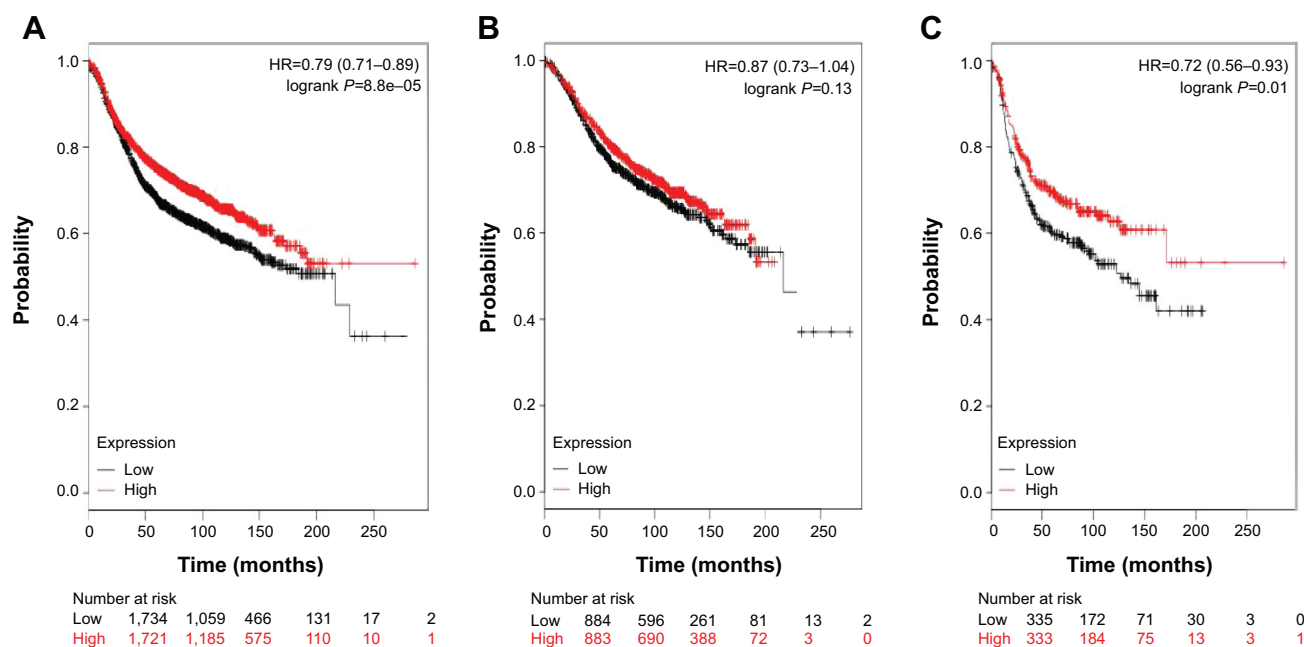 A
HR=0.79 (0.71–0.89)
logrank P=8.8e–05
Probability
1.0
0.8
0.6
0.4
0.2
0.0
Expression
Low
High
0 50 100 150 200 250
Time (months)
Number at risk
Low 1,734 1,059 466 131 17 2
High 1,721 1,185 575 110 10 1
B
HR=0.87 (0.73–1.04)
logrank P=0.13
Probability
1.0
0.8
0.6
0.4
0.2
0.0
Expression
Low
High
0 50 100 150 200 250
Time (months)
Number at risk
Low 884 596 261 81 13 2
High 883 690 388 72 3 0
C
HR=0.72 (0.56–0.93)
logrank P=0.01
Probability
1.0
0.8
0.6
0.4
0.2
0.0
Expression
Low
High
0 50 100 150 200 250
Time (months)
Number at risk
Low 335 172 71 30 3 0
High 333 184 75 13 3 1